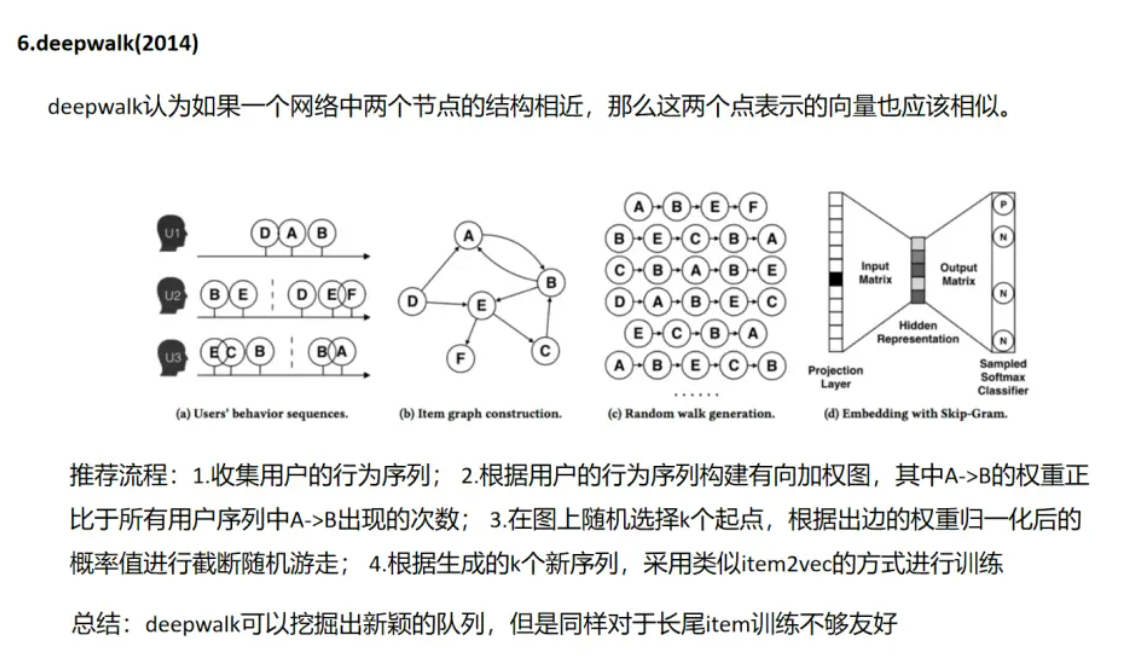 6.deepwalk(2014)
deepwalk认为如果一个网络中两个节点的结构相近，那么这两个点表示的向量也应该相似。
U1
D A B
U2
B E D E F
U3
E C B B A
(a) Users' behavior sequences.
A
B
D
E
F
C
(b) Item graph construction.
A B E F
B E C B A
C B A B E
D A B E C
E C B A
A B E C B
......
(c) Random walk generation.
Input
Matrix
Output
Matrix
Hidden
Representation
Projection
Layer
P
N
N
N
Sampled
Softmax
Classifier
(d) Embedding with Skip-Gram.
推荐流程：1.收集用户的行为序列； 2.根据用户的行为序列构建有向加权图，其中A->B的权重正
比于所有用户序列中A->B出现的次数； 3.在图上随机选择k个起点，根据出边的权重归一化后的
概率值进行截断随机游走； 4.根据生成的k个新序列，采用类似item2vec的方式进行训练
总结：deepwalk可以挖掘出新颖的队列，但是同样对于长尾item训练不够友好